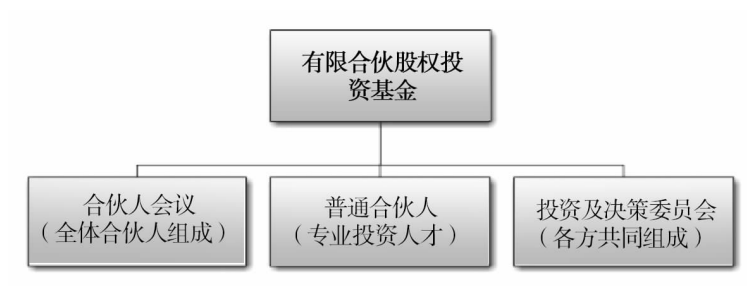 有限合伙股权投
资基金
合伙人会议
（全体合伙人组成）
普通合伙人
（专业投资人才）
投资及决策委员会
（各方共同组成）